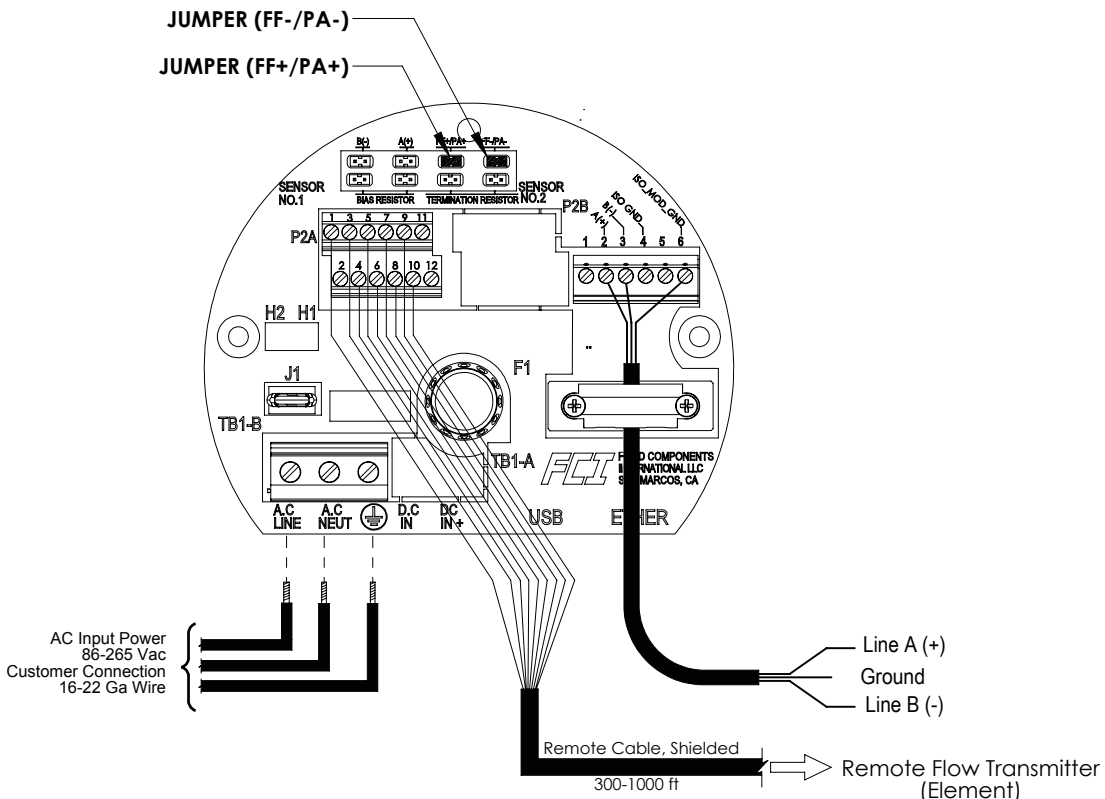 JUMPER (FF-/PA-)
JUMPER (FF+/PA+)
B(-) A(+)
SENSOR
NO.1
BIAS RESISTOR TERMINATION RESISTOR
SENSOR
NO.2
P2A
1 3 5 7 9 11
2 4 6 8 10 12
P2B
A(+)
B(-)
ISO GND
ISO_MOD_GND
1 2 3 4 5 6
H2 H1
J1
F1
TB1-B
TB1-A
FCI
COMPONENTS
LLC
MARCOS, CA
A.C
LINE
A.C
NEUT
D.C
IN
DC
IN +
USB
AC Input Power
86-265 Vac
Customer Connection
16-22 Ga Wire
Line A (+)
Ground
Line B (-)
Remote Cable, Shielded
300-1000 ft
Remote Flow Transmitter
(Element)